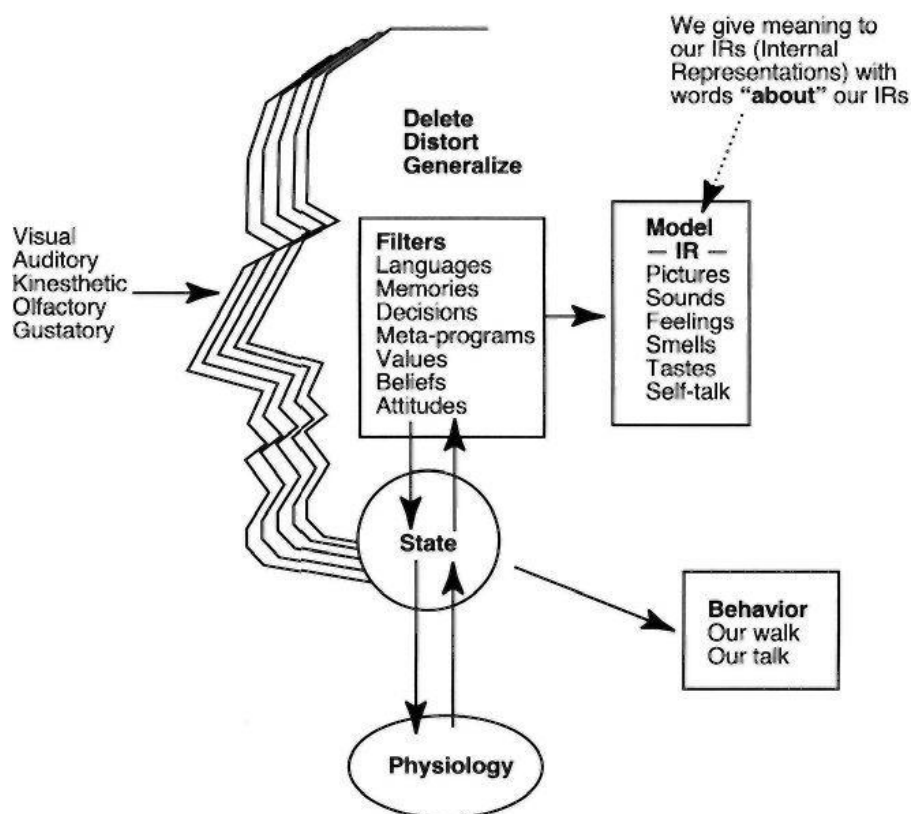 We give meaning to
our IRs (Internal
Representations) with
words “about” our IRs
Delete
Distort
Generalize
Visual
Auditory
Kinesthetic
Olfactory
Gustatory
Filters
Languages
Memories
Decisions
Meta-programs
Values
Beliefs
Attitudes
Model
— IR —
Pictures
Sounds
Feelings
Smells
Tastes
Self-talk
State
Behavior
Our walk
Our talk
Physiology